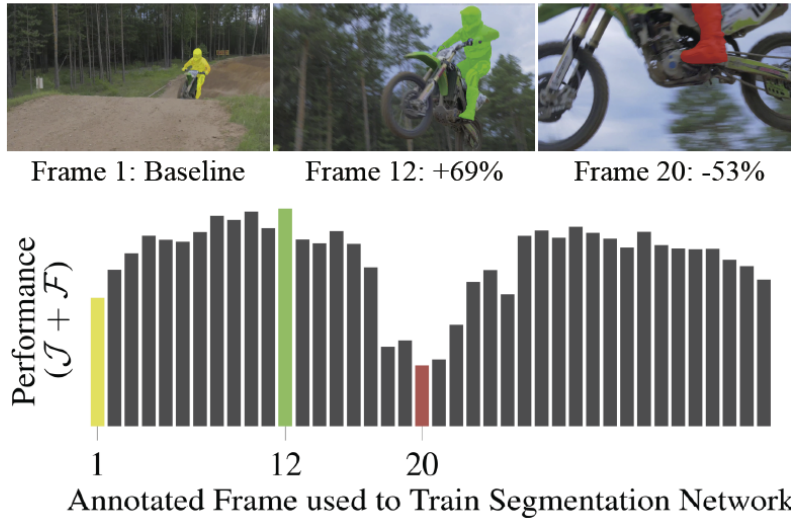 Frame 1: Baseline
Frame 12: +69%
Frame 20: -53%
Performance
(J + F)
1
12
20
Annotated Frame used to Train Segmentation Network